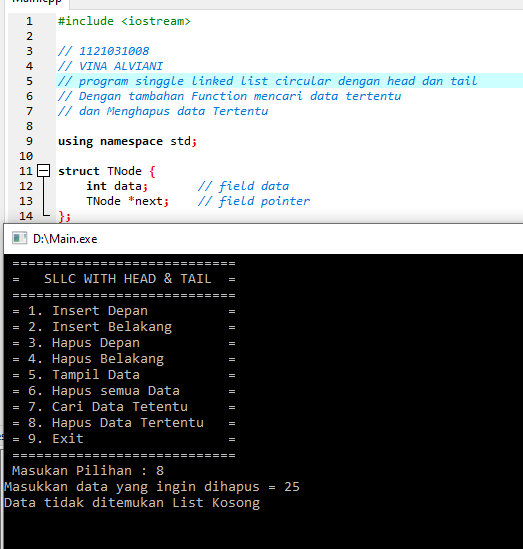 Main.cpp
1 #include <iostream>
2
3 // 1121031008
4 // VINA ALVIANI
5 // program singgle linked list circular dengan head dan tail
6 // Dengan tambahan Function mencari data tertentu
7 // dan Menghapus data Tertentu
8
9 using namespace std;
10
11 struct TNode {
12 int data; // field data
13 TNode *next; // field pointer
14 };
D:\Main.exe
============================
= SLLC WITH HEAD & TAIL =
============================
= 1. Insert Depan =
= 2. Insert Belakang =
= 3. Hapus Depan =
= 4. Hapus Belakang =
= 5. Tampil Data =
= 6. Hapus semua Data =
= 7. Cari Data Tetentu =
= 8. Hapus Data Tertentu =
= 9. Exit =
============================
Masukan Pilihan : 8
Masukkan data yang ingin dihapus = 25
Data tidak ditemukan List Kosong